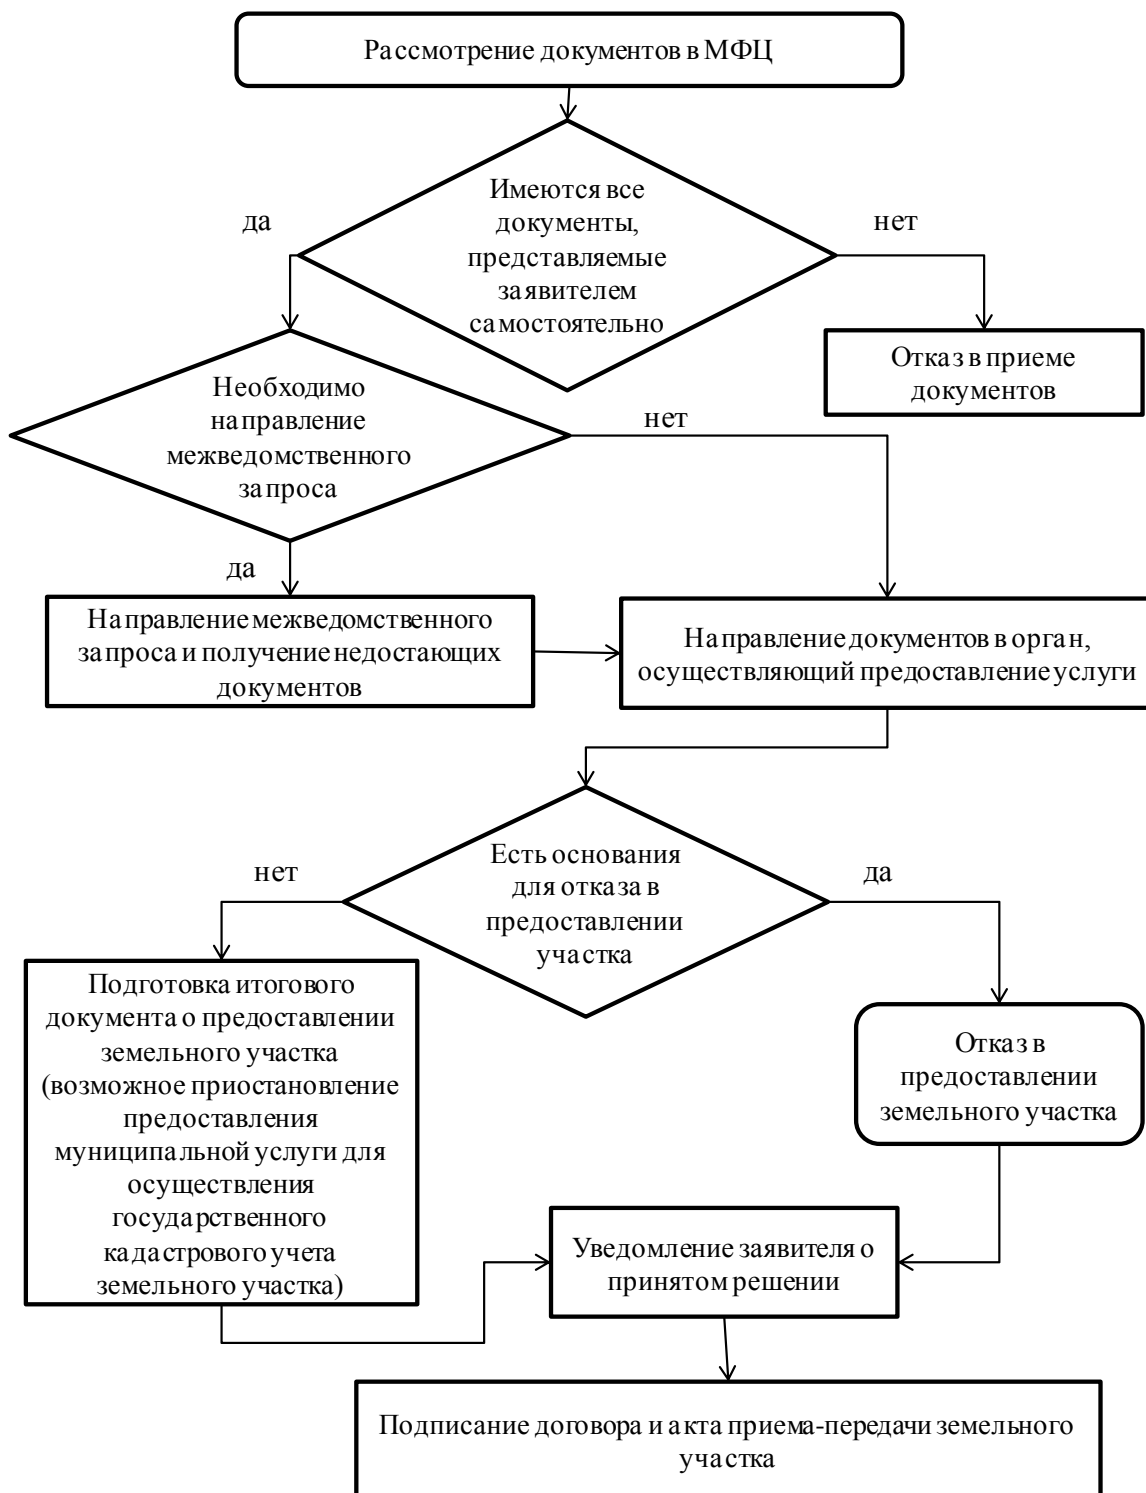 Рассмотрение документов в МФЦ
Имеются все
документы,
представляемые
заявителем
самостоятельно
да
нет
Отказ в приеме
документов
Необходимо
направление
межведомственного
запроса
нет
да
Направление межведомственного
запроса и получение недостающих
документов
Направление документов в орган,
осуществляющий предоставление услуги
Есть основания
для отказа в
предоставлении
участка
нет
да
Подготовка итогового
документа о предоставлении
земельного участка
(возможное приостановление
предоставления
муниципальной услуги для
осуществления
государственного
кадастрового учета
земельного участка)
Отказ в
предоставлении
земельного участка
Уведомление заявителя о
принятом решении
Подписание договора и акта приема-передачи земельного
участка